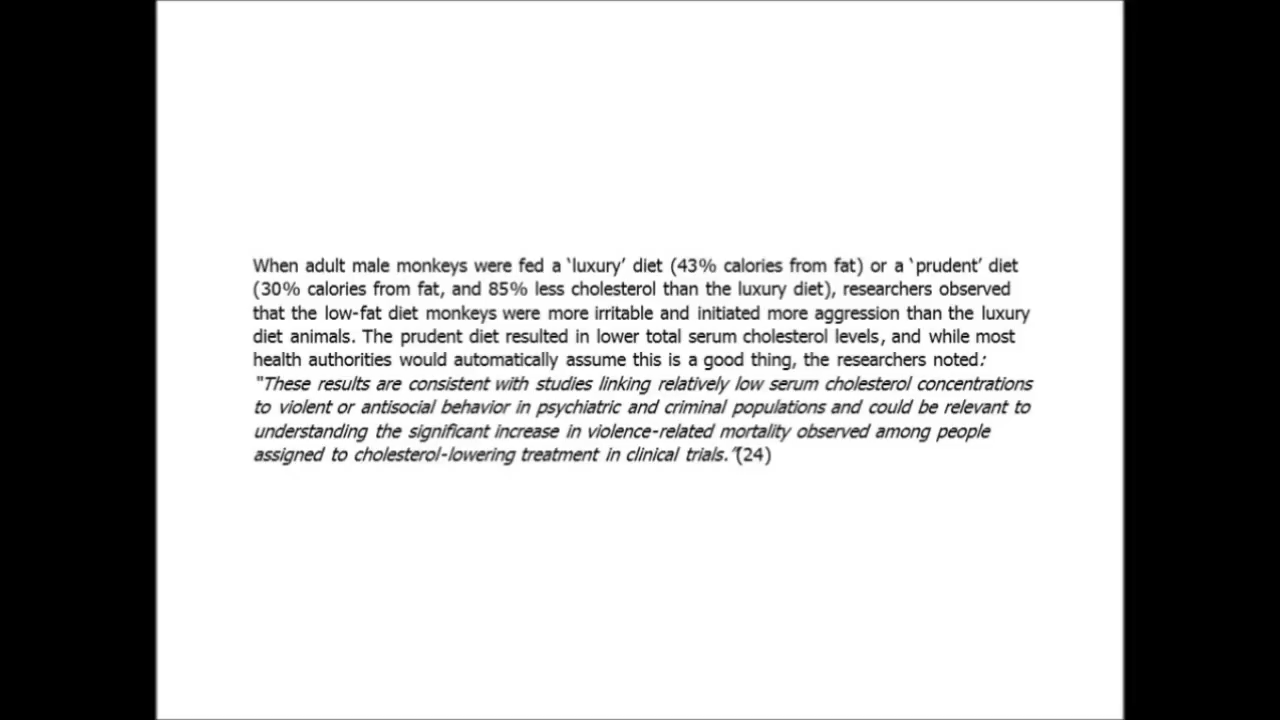 When adult male monkeys were fed a ‘luxury’ diet (43% calories from fat) or a ‘prudent’ diet
(30% calories from fat, and 85% less cholesterol than the luxury diet), researchers observed
that the low-fat diet monkeys were more irritable and initiated more aggression than the luxury
diet animals. The prudent diet resulted in lower total serum cholesterol levels, and while most
health authorities would automatically assume this is a good thing, the researchers noted:
"These results are consistent with studies linking relatively low serum cholesterol concentrations
to violent or antisocial behavior in psychiatric and criminal populations and could be relevant to
understanding the significant increase in violence-related mortality observed among people
assigned to cholesterol-lowering treatment in clinical trials."(24)